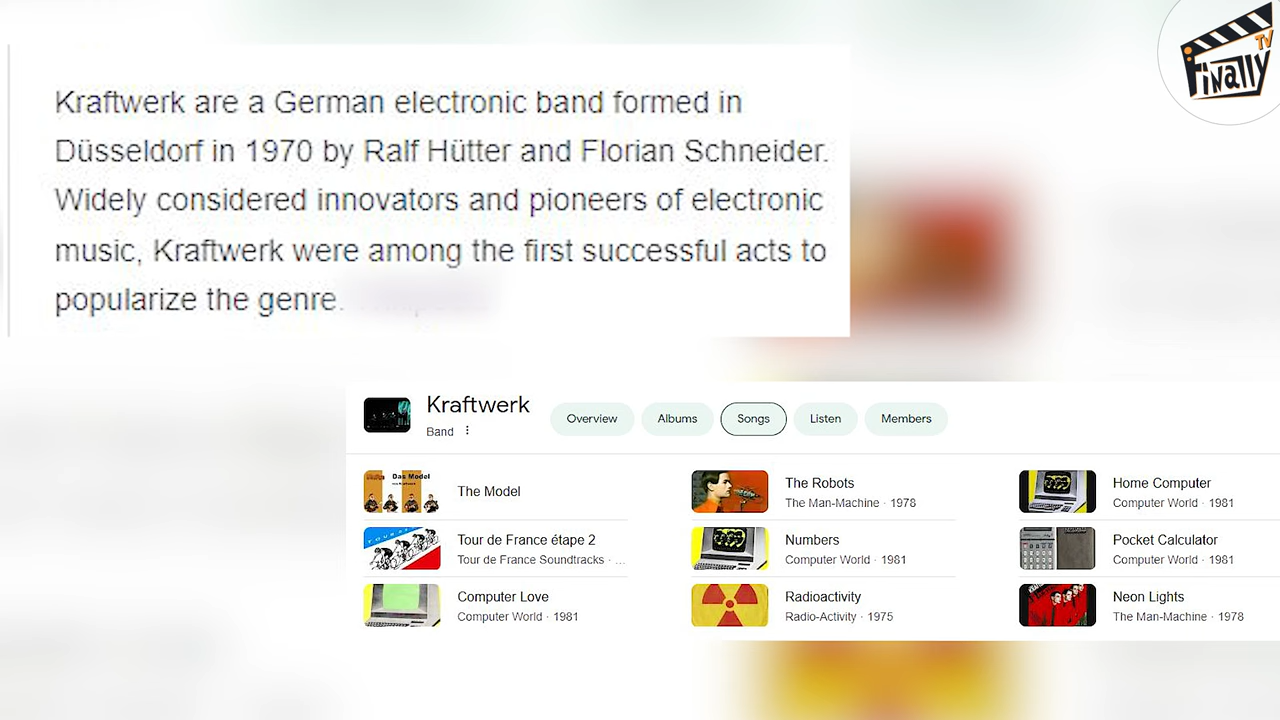 Finally TV
Kraftwerk are a German electronic band formed in
Düsseldorf in 1970 by Ralf Hütter and Florian Schneider.
Widely considered innovators and pioneers of electronic
music, Kraftwerk were among the first successful acts to
popularize the genre.
Kraftwerk
Band
Overview
Albums
Songs
Listen
Members
Das Model
The Model
The Robots
The Man-Machine · 1978
Home Computer
Computer World · 1981
Tour de France étape 2
Tour de France Soundtracks · ...
Numbers
Computer World · 1981
Pocket Calculator
Computer World · 1981
Computer Love
Computer World · 1981
Radioactivity
Radio-Activity · 1975
Neon Lights
The Man-Machine · 1978